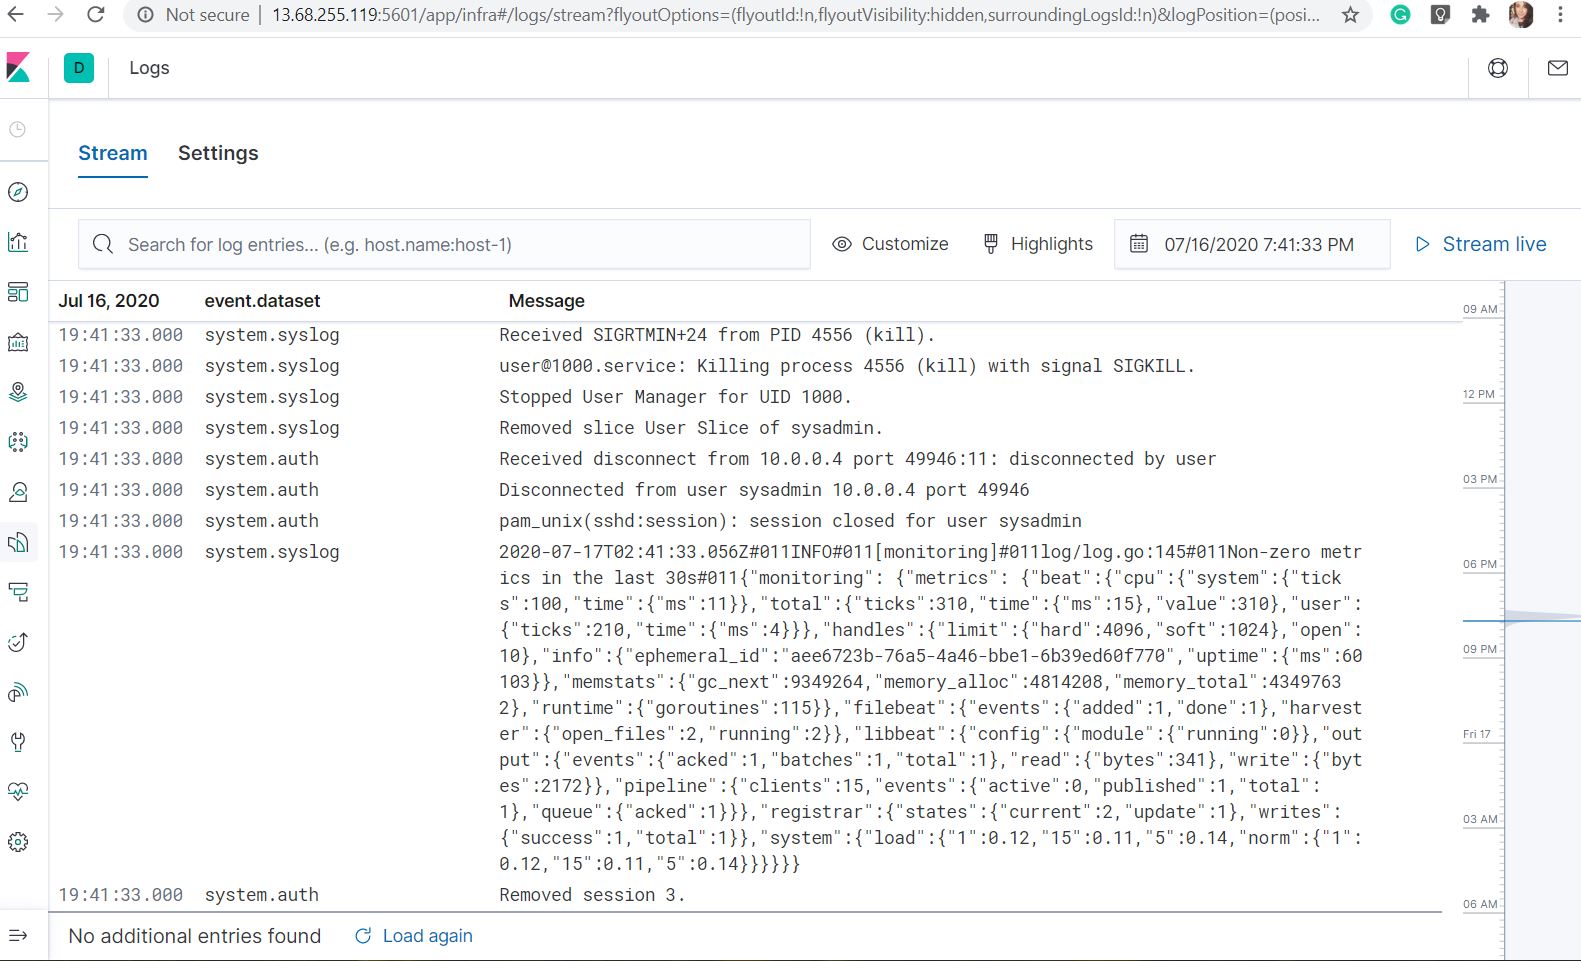 Not secure | 13.68.255.119:5601/app/infra#/logs/stream?flyoutOptions=(flyoutId:!n,flyoutVisibility:hidden,surroundingLogsId:!n)&logPosition=(posi...
D Logs
Stream Settings
Search for log entries... (e.g. host.name:host-1) Customize Highlights 07/16/2020 7:41:33 PM Stream live
Jul 16, 2020 event.dataset Message
19:41:33.000 system.syslog Received SIGRTMIN+24 from PID 4556 (kill).
19:41:33.000 system.syslog user@1000.service: Killing process 4556 (kill) with signal SIGKILL.
19:41:33.000 system.syslog Stopped User Manager for UID 1000.
19:41:33.000 system.syslog Removed slice User Slice of sysadmin.
19:41:33.000 system.auth Received disconnect from 10.0.0.4 port 49946:11: disconnected by user
19:41:33.000 system.auth Disconnected from user sysadmin 10.0.0.4 port 49946
19:41:33.000 system.auth pam_unix(sshd:session): session closed for user sysadmin
19:41:33.000 system.syslog 2020-07-17T02:41:33.056Z#011INFO#011[monitoring]#011log/log.go:145#011Non-zero metr
ics in the last 30s#011{"monitoring": {"metrics": {"beat":{"cpu":{"system":{"tick
s":100,"time":{"ms":11}},"total":{"ticks":310,"time":{"ms":15},"value":310},"user":
{"ticks":210,"time":{"ms":4}}},"handles":{"limit":{"hard":4096,"soft":1024},"open":
10},"info":{"ephemeral_id":"aee6723b-76a5-4a46-bbe1-6b39ed60f770","uptime":{"ms":60
103}},"memstats":{"gc_next":9349264,"memory_alloc":4814208,"memory_total":4349763
2},"runtime":{"goroutines":115}},"filebeat":{"events":{"added":1,"done":1},"harvest
er":{"open_files":2,"running":2}},"libbeat":{"config":{"module":{"running":0}},"out
put":{"events":{"acked":1,"batches":1,"total":1},"read":{"bytes":341},"write":{"byt
es":2172}},"pipeline":{"clients":15,"events":{"active":0,"published":1,"total":
1},"queue":{"acked":1}}},"registrar":{"states":{"current":2,"update":1},"writes":
{"success":1,"total":1}},"system":{"load":{"1":0.12,"15":0.11,"5":0.14,"norm":{"1":
0.12,"15":0.11,"5":0.14}}}}}}
19:41:33.000 system.auth Removed session 3.
No additional entries found Load again
09 AM
12 PM
03 PM
06 PM
09 PM
Fri 17
03 AM
06 AM